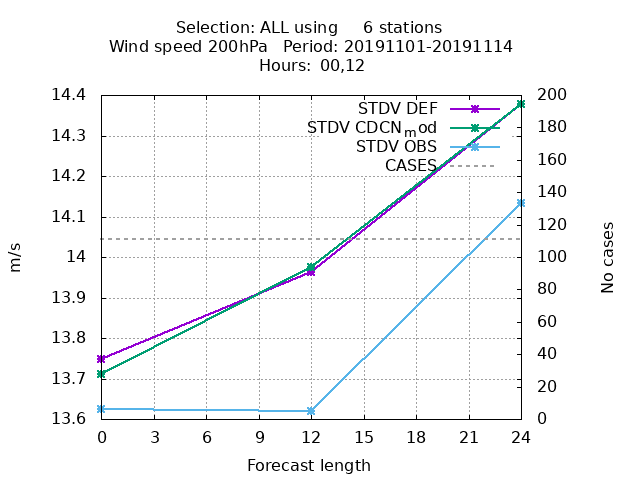 Selection: ALL using 6 stations
Wind speed 200hPa Period: 20191101-20191114
Hours: 00,12
14.4
14.3
14.2
14.1
14
13.9
13.8
13.7
13.6
m/s
STDV DEF
STDV CDCNmod
STDV OBS
CASES
200
180
160
140
120
100
80
60
40
20
0
No cases
0 3 6 9 12 15 18 21 24
Forecast length